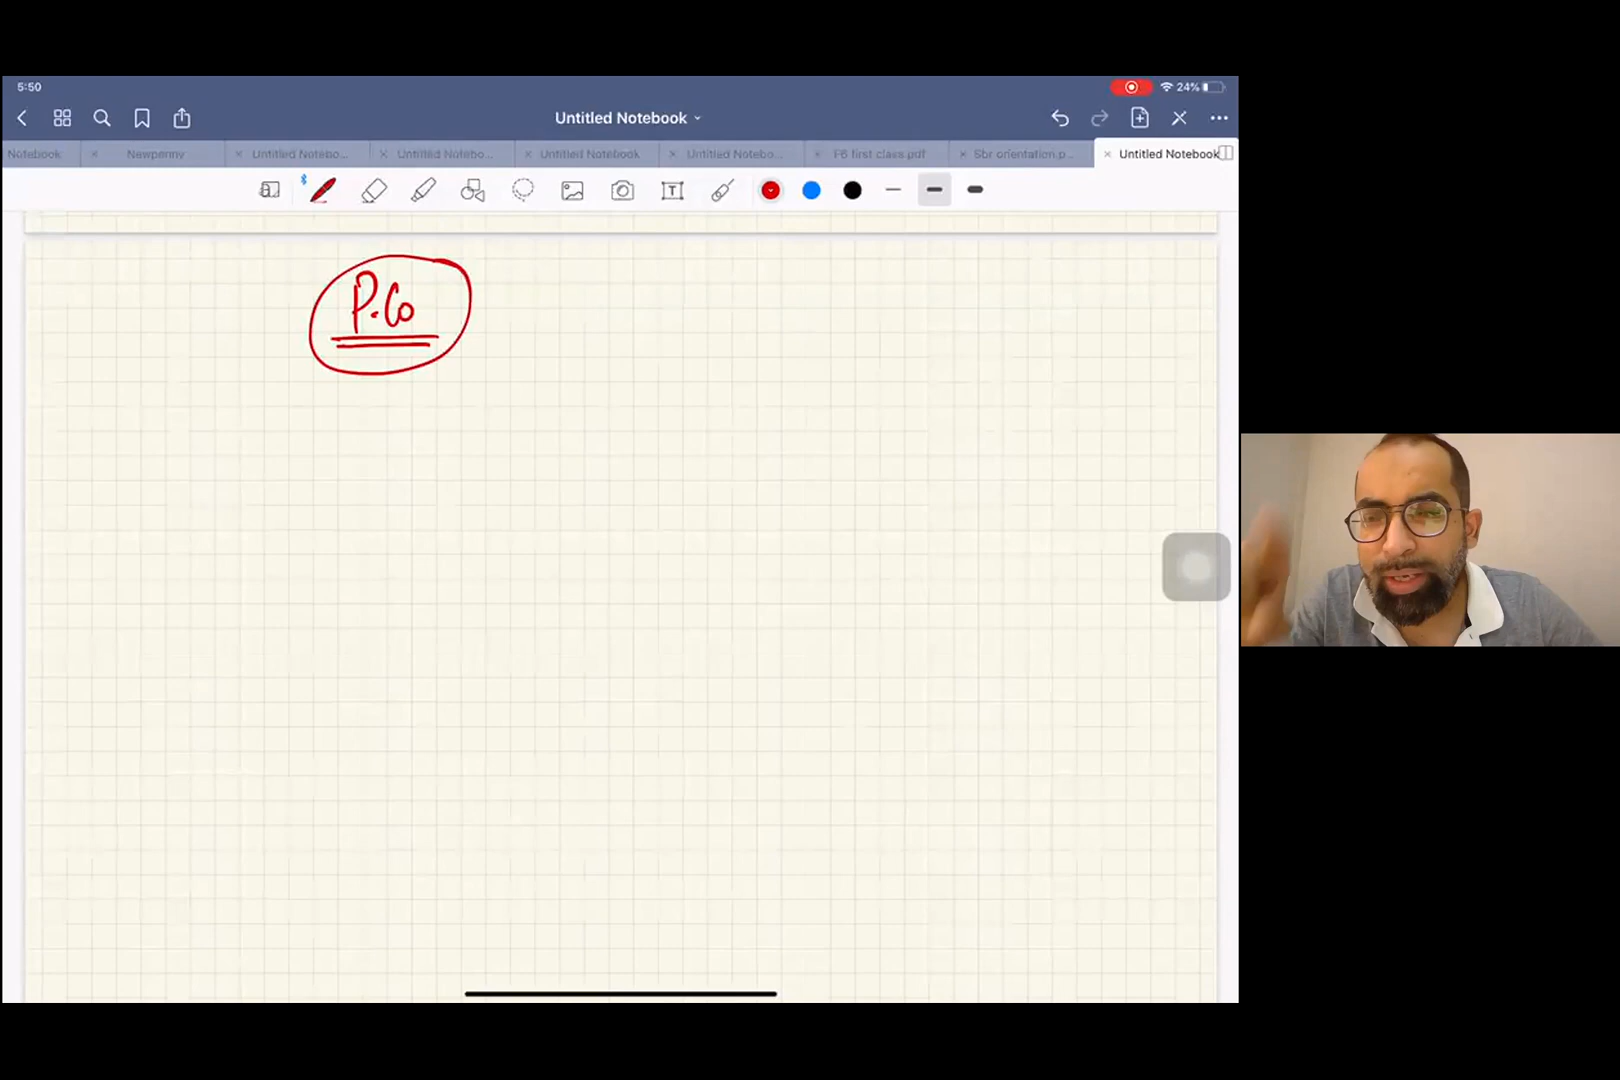 5:50
24%
Untitled Notebook
Notebook
Newpenny
Untitled Notebo...
Untitled Notebo...
Untitled Notebook
Untitled Notebo...
F6 first class.pdf
Sbr orientation.p...
Untitled Notebook
T
P.Co